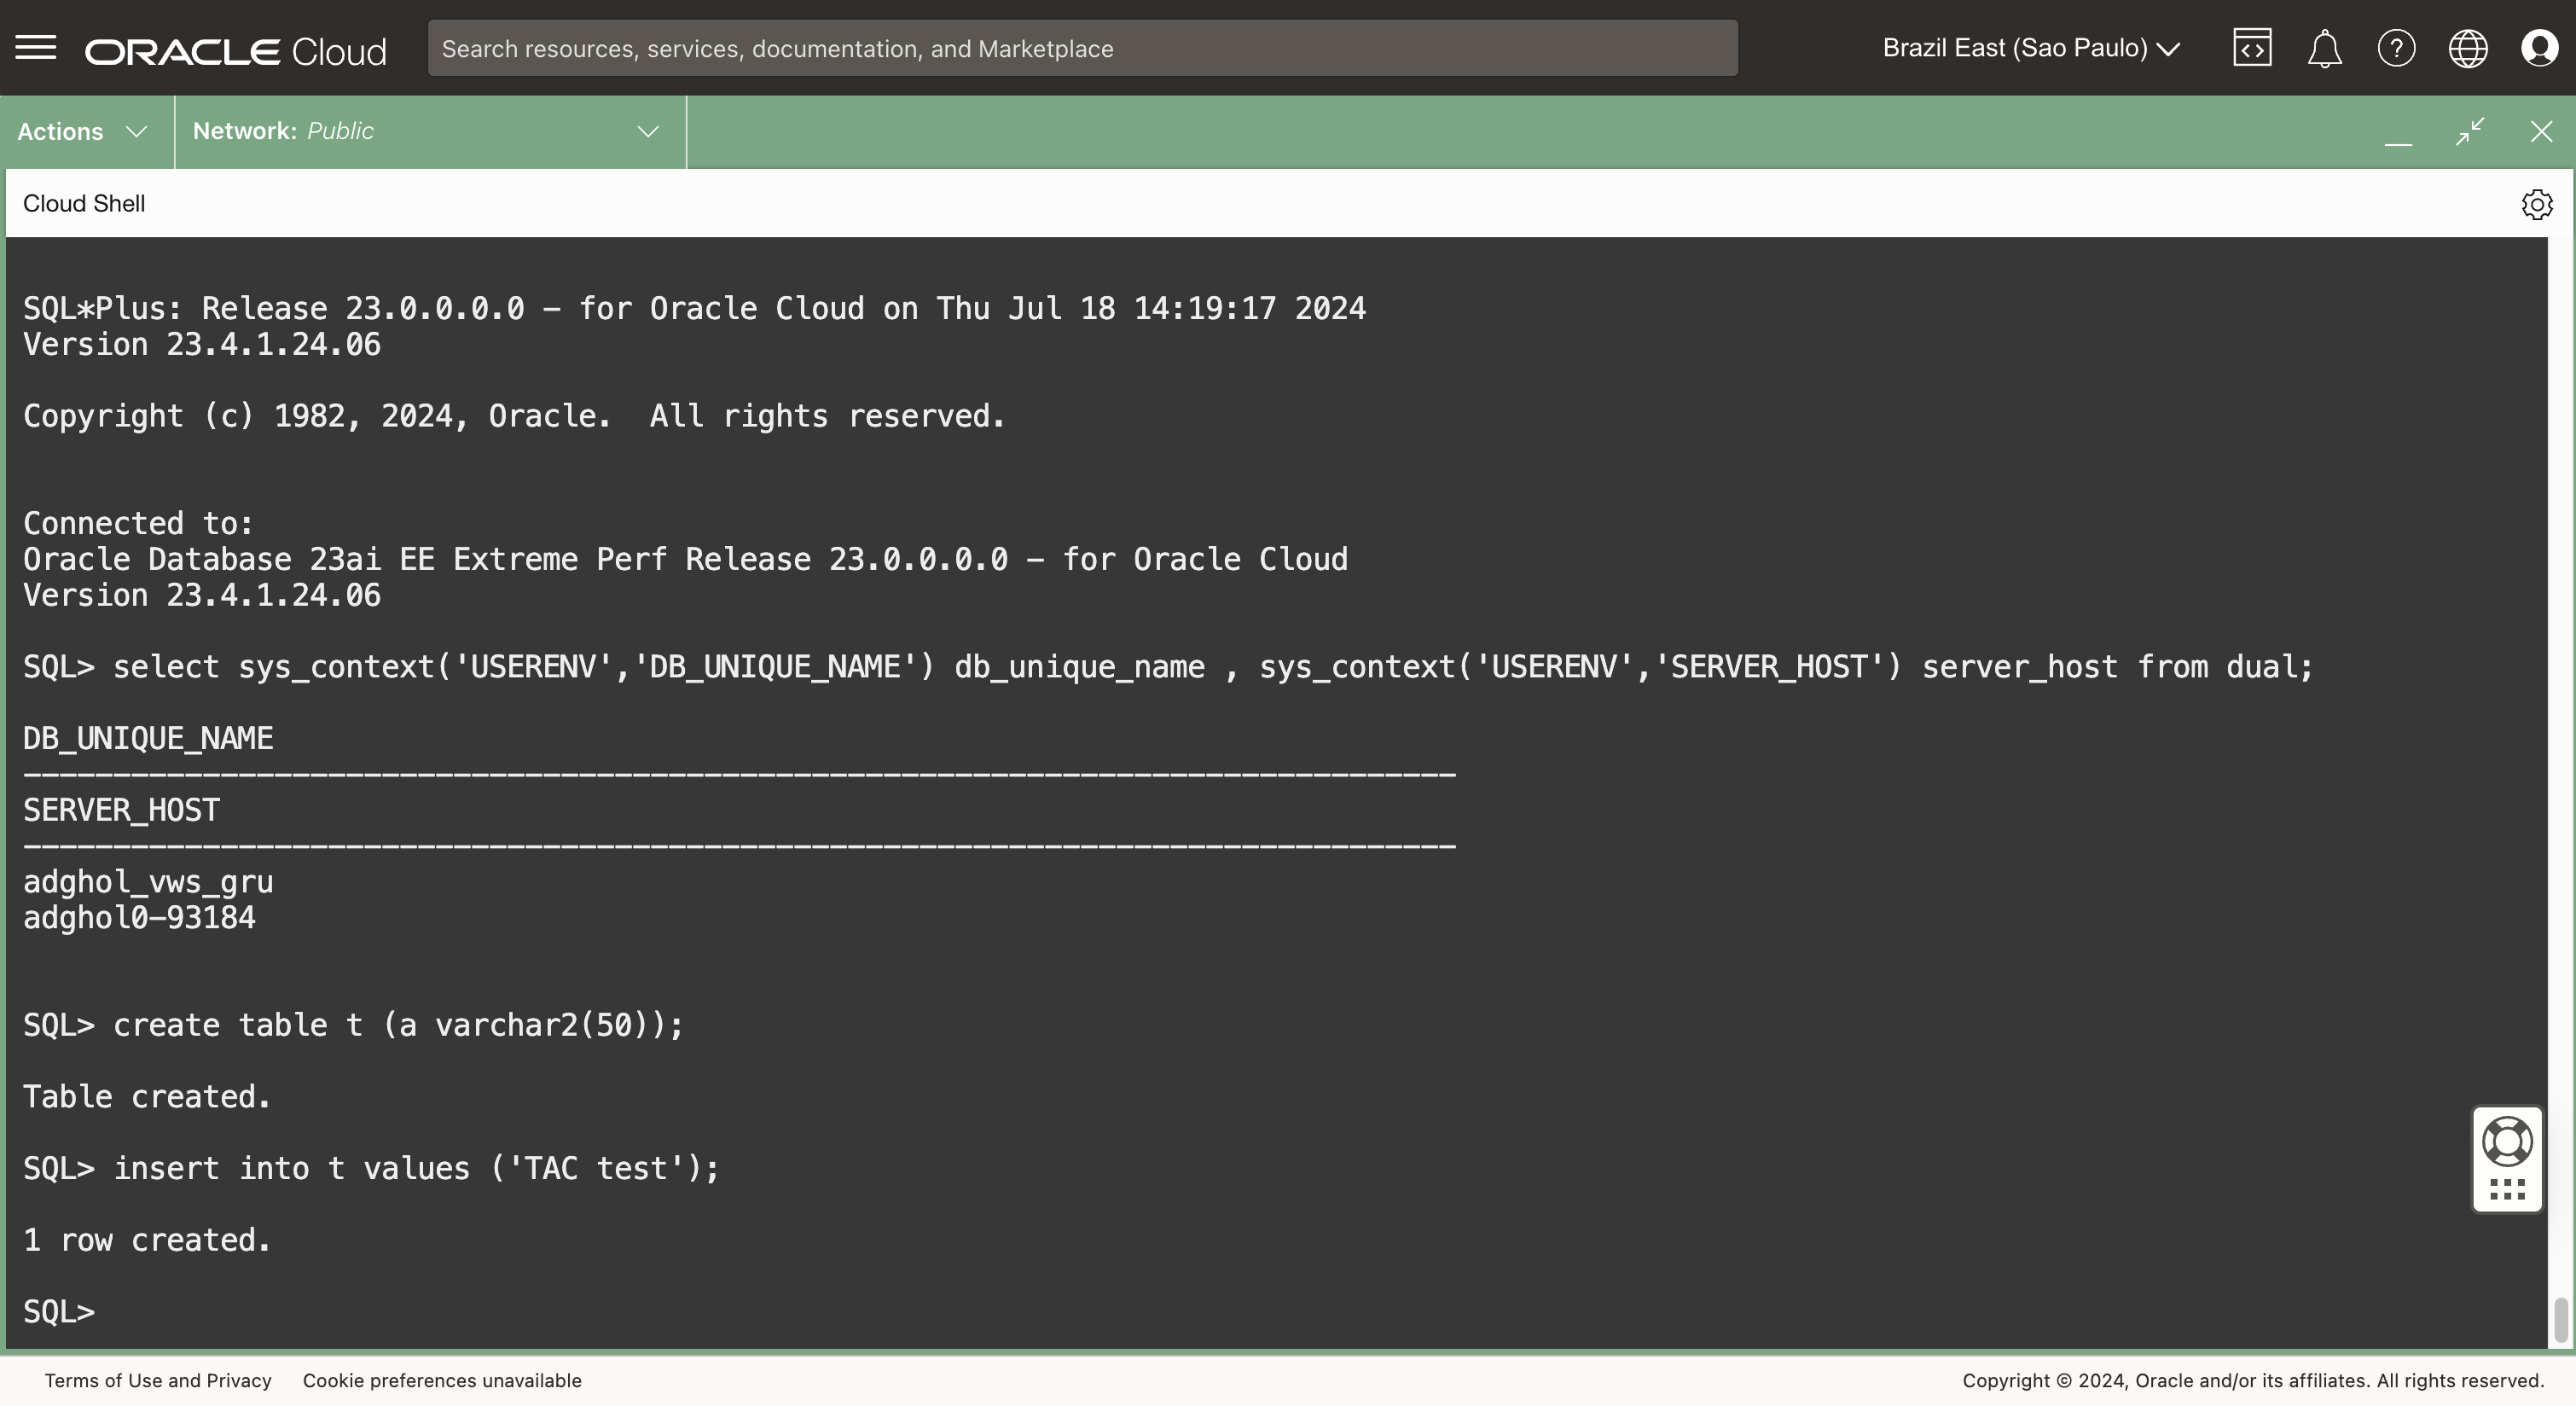 ORACLE Cloud
Search resources, services, documentation, and Marketplace
Brazil East (Sao Paulo)
Actions
Network: Public
Cloud Shell
SQL*Plus: Release 23.0.0.0.0 - for Oracle Cloud on Thu Jul 18 14:19:17 2024
Version 23.4.1.24.06
Copyright (c) 1982, 2024, Oracle.  All rights reserved.
Connected to:
Oracle Database 23ai EE Extreme Perf Release 23.0.0.0.0 - for Oracle Cloud
Version 23.4.1.24.06
SQL> select sys_context('USERENV','DB_UNIQUE_NAME') db_unique_name , sys_context('USERENV','SERVER_HOST') server_host from dual;
DB_UNIQUE_NAME
--------------------------------------------------------------------------------
SERVER_HOST
--------------------------------------------------------------------------------
adghol_vws_gru
adghol0-93184
SQL> create table t (a varchar2(50));
Table created.
SQL> insert into t values ('TAC test');
1 row created.
SQL>
Terms of Use and Privacy
Cookie preferences unavailable
Copyright © 2024, Oracle and/or its affiliates. All rights reserved.